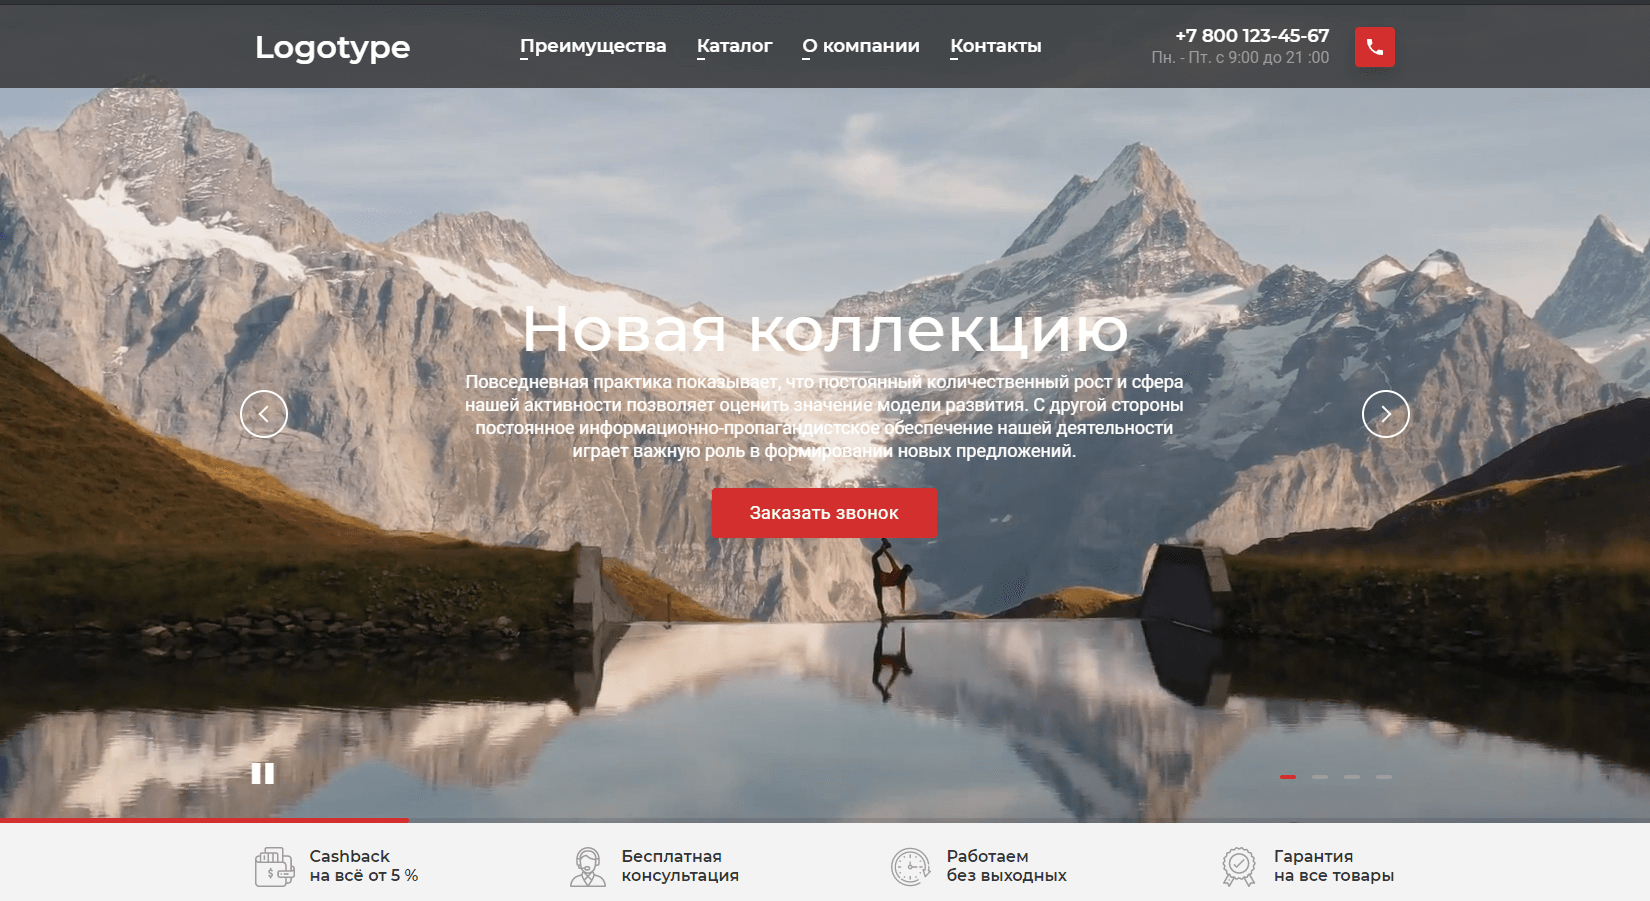 Logotype
Преимущества
Каталог
О компании
Контакты
+7 800 123-45-67
Пн. - Пт. с 9:00 до 21 :00
Новая коллекцию
Повседневная практика показывает, что постоянный количественный рост и сфера
нашей активности позволяет оценить значение модели развития. С другой стороны
постоянное информационно-пропагандистское обеспечение нашей деятельности
играет важную роль в формировании новых предложений.
Заказать звонок
Cashback
на всё от 5 %
Бесплатная
консультация
Работаем
без выходных
Гарантия
на все товары